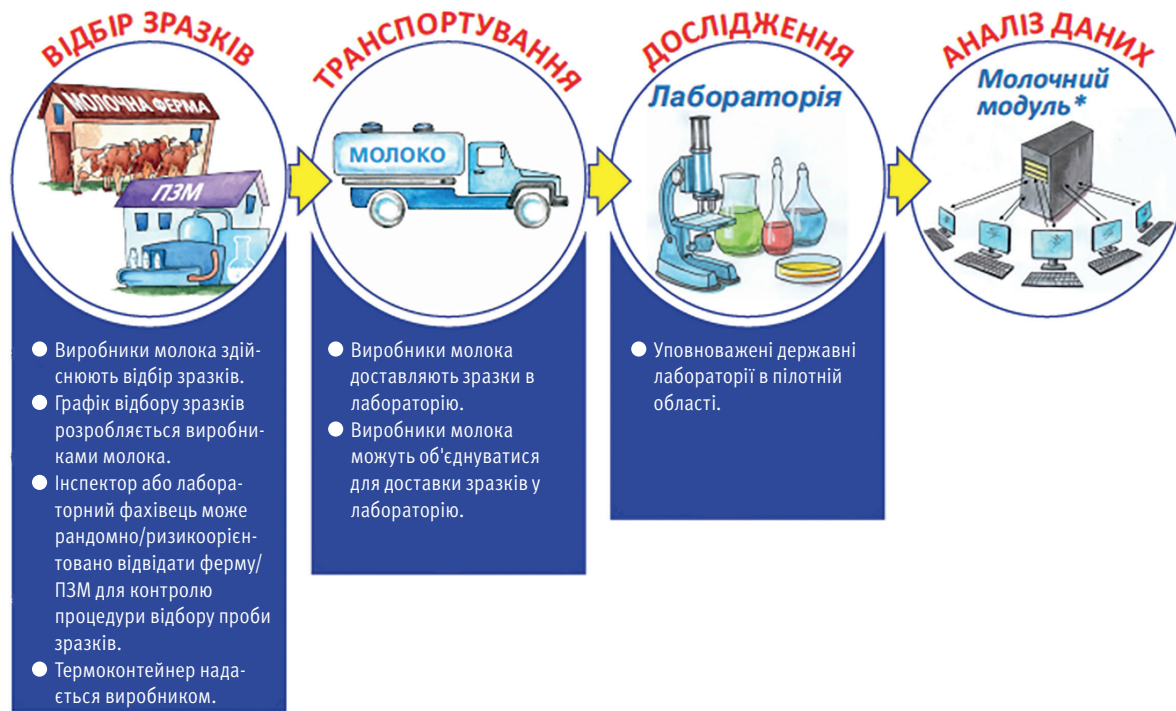 ВІДБІР ЗРАЗКІВ
МОЛОЧНА ФЕРМА
ПЗМ
● Виробники молока здій-
снюють відбір зразків.
● Графік відбору зразків
розробляється виробни-
ками молока.
● Інспектор або лабора-
торний фахівець може
рандомно/ризикоорієн-
товано відвідати ферму/
ПЗМ для контролю
процедури відбору проби
зразків.
● Термоконтейнер нада-
ється виробником.
ТРАНСПОРТУВАННЯ
МОЛОКО
● Виробники молока
доставляють зразки в
лабораторію.
● Виробники молока
можуть об'єднуватися
для доставки зразків у
лабораторію.
ДОСЛІДЖЕННЯ
Лабораторія
● Уповноважені державні
лабораторії в пілотній
області.
АНАЛІЗ ДАНИХ
Молочний
модуль*